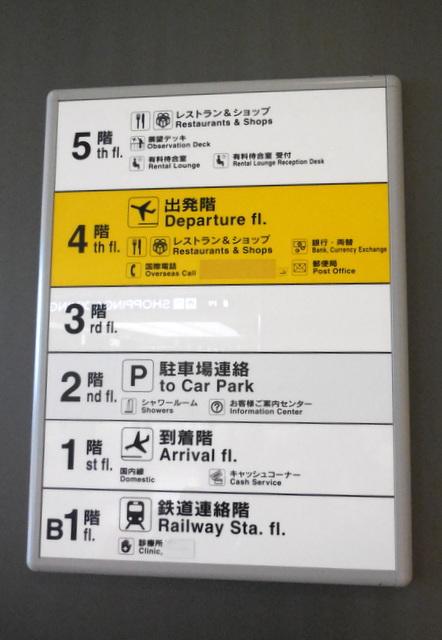 5 階 th fl.
レストラン&ショップ
Restaurants & Shops
展望デッキ
Observation Deck
有料待合室
Rental Lounge
有料待合室 受付
Rental Lounge Reception Desk
4 階 th fl.
出発階
Departure fl.
レストラン&ショップ
Restaurants & Shops
銀行・両替
Bank, Currency Exchange
国際電話
Overseas Call
郵便局
Post Office
3 階 rd fl.
2 階 nd fl.
P 駐車場連絡
to Car Park
シャワールーム
Showers
お客様ご案内センター
Information Center
1 階 st fl.
到着階
Arrival fl.
国内線
Domestic
キャッシュコーナー
Cash Service
B1 階 fl.
鉄道連絡階
Railway Sta. fl.
診療所
Clinic,